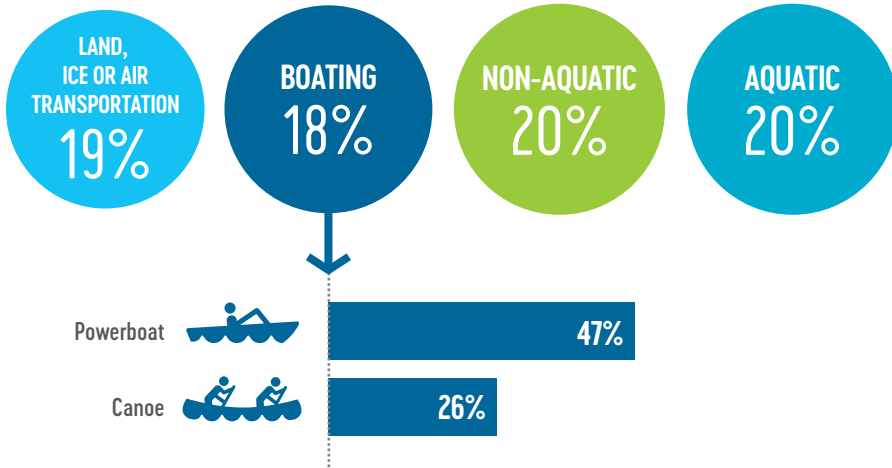 LAND,
ICE OR AIR
TRANSPORTATION
19%
BOATING
18%
NON-AQUATIC
20%
AQUATIC
20%
Powerboat
47%
Canoe
26%